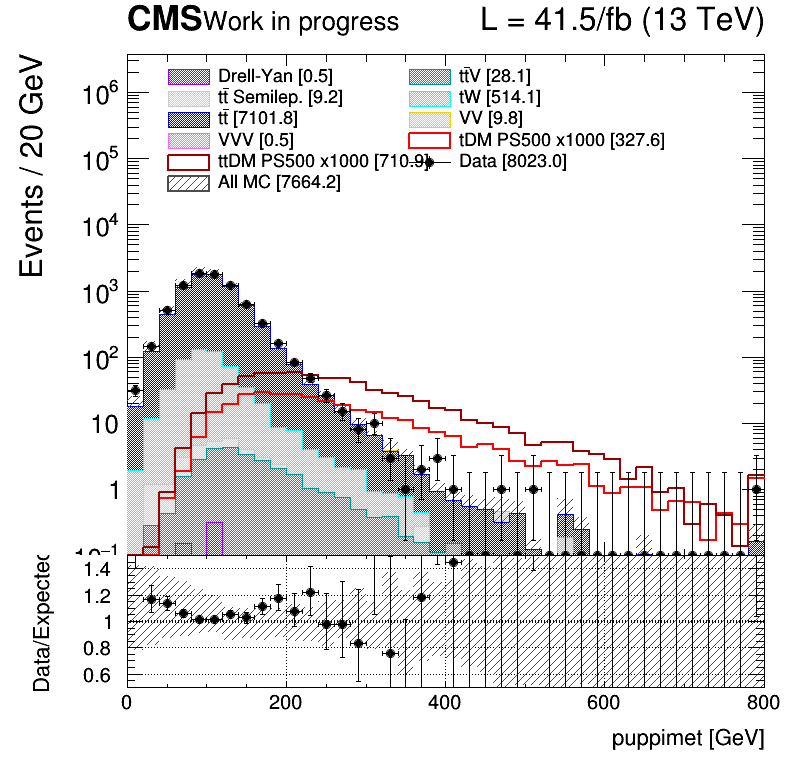 CMS Work in progress L = 41.5/fb (13 TeV)
Events / 20 GeV
Drell-Yan [0.5] tt̄V [28.1]
tt̄ Semilep. [9.2] tW [514.1]
tt̄ [7101.8] VV [9.8]
VVV [0.5] tDM PS500 x1000 [327.6]
ttDM PS500 x1000 [710.9] Data [8023.0]
All MC [7664.2]
10⁶
10⁵
10⁴
10³
10²
10
1
10⁻¹
Data/Expected
1.4
1.2
1
0.8
0.6
0 200 400 600 800
puppimet [GeV]